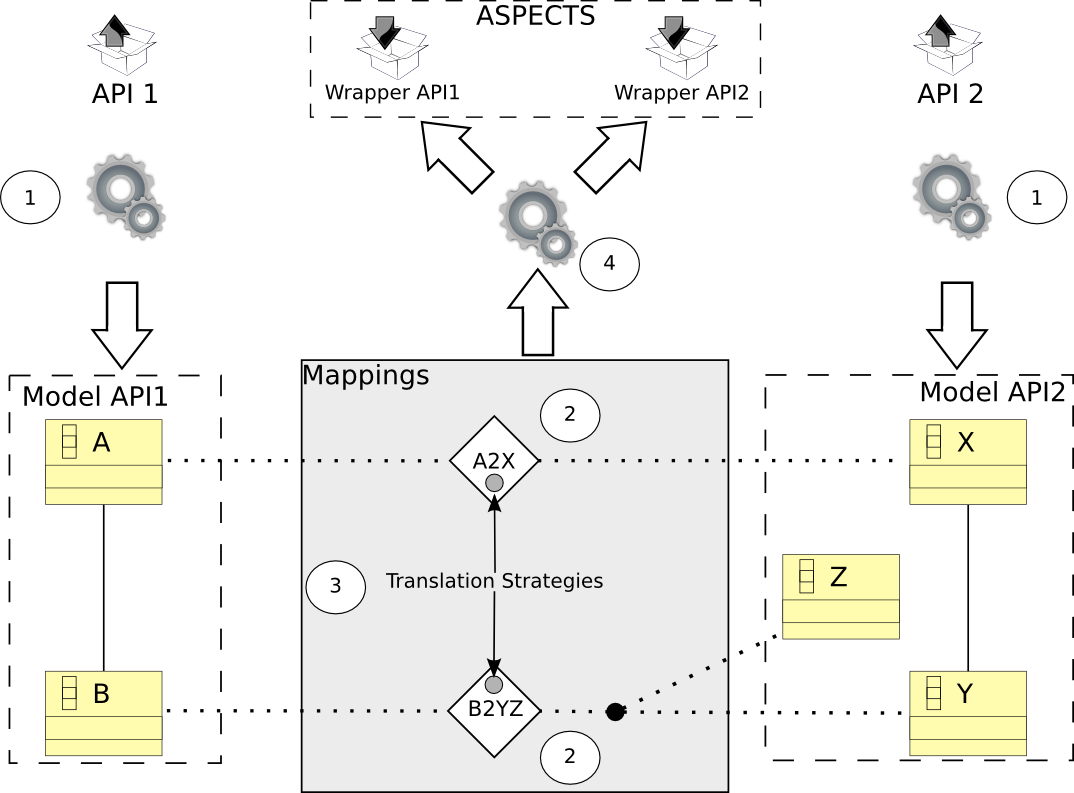 ASPECTS
Wrapper API1
Wrapper API2
API 1
API 2
1
1
4
Mappings
Model API1
Model API2
2
A
A2X
X
3
Translation Strategies
Z
B
B2YZ
Y
2